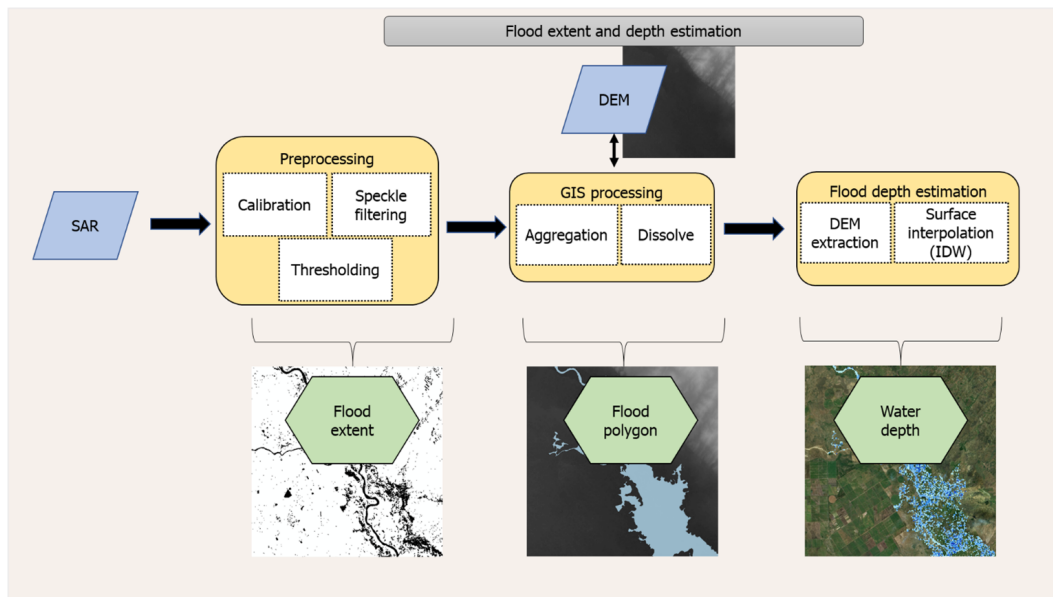 Flood extent and depth estimation
DEM
SAR
Preprocessing
Calibration
Speckle
filtering
Thresholding
GIS processing
Aggregation
Dissolve
Flood depth estimation
DEM
extraction
Surface
interpolation
(IDW)
Flood
extent
Flood
polygon
Water
depth